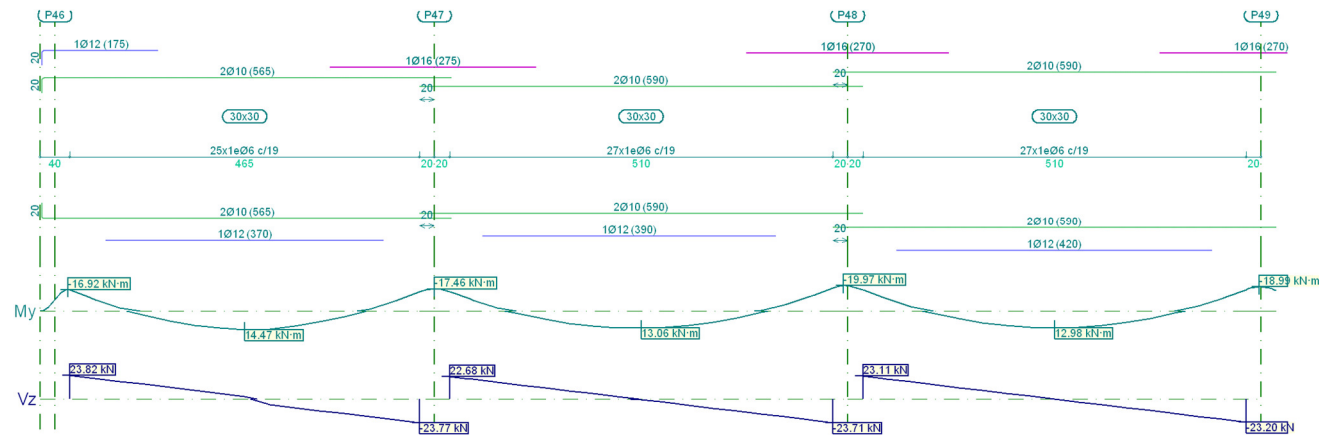 P46 P47 P48 P49
20 1Ø12 (175)
1Ø16 (275)
1Ø16 (270)
1Ø16 (270)
20 2Ø10 (565)
20 2Ø10 (590)
20 2Ø10 (590)
30x30 30x30 30x30
25x1eØ6 c/19 27x1eØ6 c/19 27x1eØ6 c/19
40 465 20 20 510 20 20 510 20
20 2Ø10 (565)
20 2Ø10 (590)
20 2Ø10 (590)
1Ø12 (370) 1Ø12 (390) 1Ø12 (420)
My -16.92 kN·m -17.46 kN·m -19.97 kN·m -18.99 kN·m
14.47 kN·m 13.06 kN·m 12.98 kN·m
Vz 23.82 kN 22.68 kN 23.11 kN
-23.77 kN -23.71 kN -23.20 kN